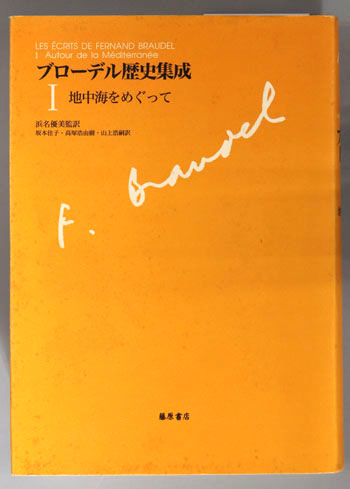 LES ÉCRITS DE FERNAND BRAUDEL
I Autour de la Méditerranée
ブローデル歴史集成
I 地中海をめぐって
浜名優美監訳
坂本佳子・高塚浩由樹・山上浩嗣訳
F. Braudel
藤原書店